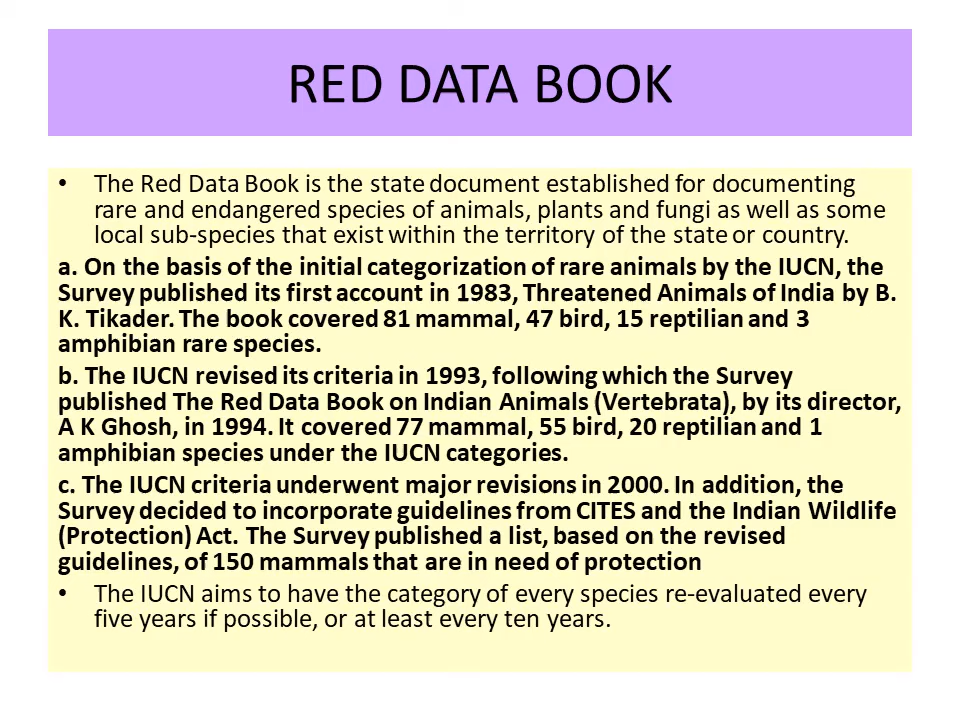 RED DATA BOOK
• The Red Data Book is the state document established for documenting
rare and endangered species of animals, plants and fungi as well as some
local sub-species that exist within the territory of the state or country.
a. On the basis of the initial categorization of rare animals by the IUCN, the
Survey published its first account in 1983, Threatened Animals of India by B.
K. Tikader. The book covered 81 mammal, 47 bird, 15 reptilian and 3
amphibian rare species.
b. The IUCN revised its criteria in 1993, following which the Survey
published The Red Data Book on Indian Animals (Vertebrata), by its director,
A K Ghosh, in 1994. It covered 77 mammal, 55 bird, 20 reptilian and 1
amphibian species under the IUCN categories.
c. The IUCN criteria underwent major revisions in 2000. In addition, the
Survey decided to incorporate guidelines from CITES and the Indian Wildlife
(Protection) Act. The Survey published a list, based on the revised
guidelines, of 150 mammals that are in need of protection
• The IUCN aims to have the category of every species re-evaluated every
five years if possible, or at least every ten years.